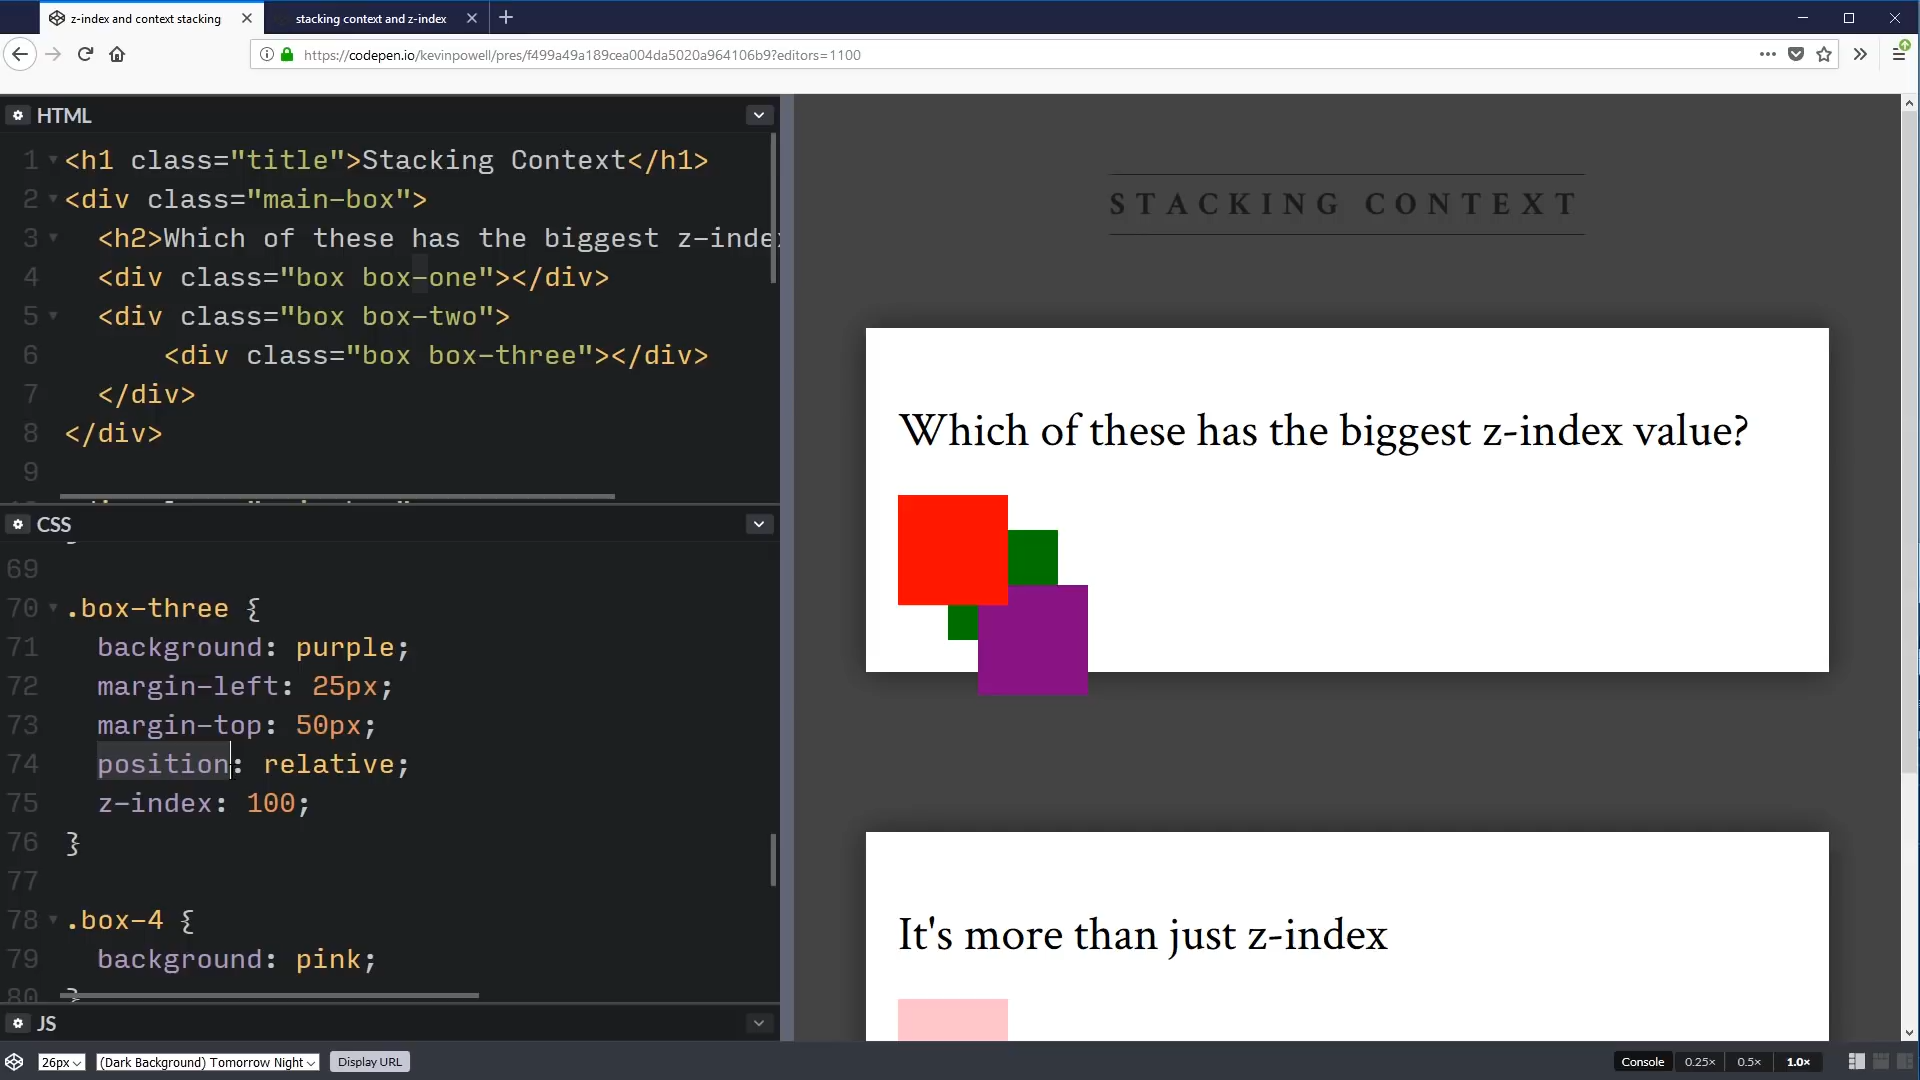 z-index and context stacking
stacking context and z-index
https://codepen.io/kevinpowell/pres/f499a49a189cea004da5020a964106b9?editors=1100
HTML
1 <h1 class="title">Stacking Context</h1>
2 <div class="main-box">
3 <h2>Which of these has the biggest z-index
4 <div class="box box-one"></div>
5 <div class="box box-two">
6 <div class="box box-three"></div>
7 </div>
8 </div>
9
CSS
69
70 .box-three {
71 background: purple;
72 margin-left: 25px;
73 margin-top: 50px;
74 position: relative;
75 z-index: 100;
76 }
77
78 .box-4 {
79 background: pink;
80 }
JS
26px
(Dark Background) Tomorrow Night
Display URL
STACKING CONTEXT
Which of these has the biggest z-index value?
It's more than just z-index
Console
0.25×
0.5×
1.0×